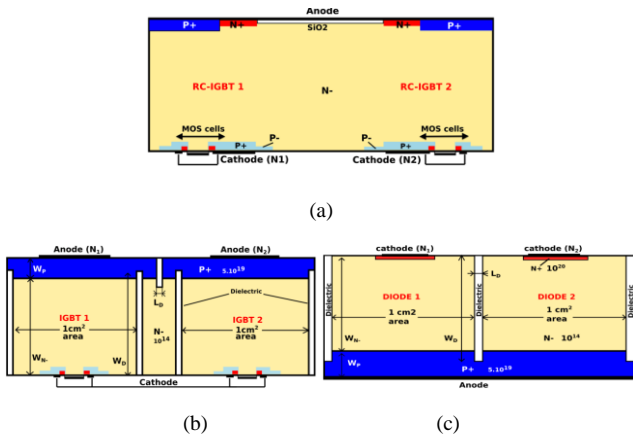 Anode
P+ N+ SiO2 N+ P+
RC-IGBT 1 N- RC-IGBT 2
MOS cells P- P- MOS cells
P+ P+
Cathode (N1) Cathode (N2)
(a)
Anode (N1) Anode (N2)
WP P+ 5.10^19
LD Dielectric
IGBT 1 IGBT 2
1cm² area N- 10^14 1cm² area
WN- WD
Cathode
(b)
cathode (N1) cathode (N2)
N+ 10^20
LD
Dielectric DIODE 1 Dielectric DIODE 2 Dielectric
1 cm2 area 1 cm² area
WN- WD N- 10^14
WP P+ 5.10^19
Anode
(c)